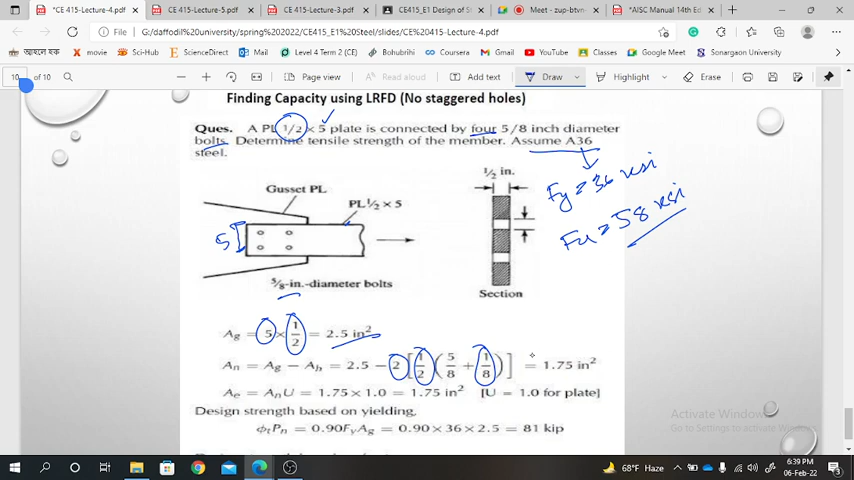 *CE 415-Lecture-4.pdf
CE 415-Lecture-5.pdf
CE 415-Lecture-3.pdf
CE415_E1 Design of S
Meet - zup-btvn-
*AISC Manual 14th Ed
File | G:/daffodil%20university/spring%202022/CE415_E1%20Steel/slides/CE%20415-Lecture-4.pdf
আহলে হক
movie
Sci-Hub
ScienceDirect
Mail
Level 4 Term 2 (CE)
Bohubrihi
Coursera
YouTube
Classes
Google Meet
Sonargaon University
10 of 10
Page view
Read aloud
Add text
Draw
Highlight
Erase
Finding Capacity using LRFD (No staggered holes)
Ques. A PL 1/2 × 5 plate is connected by four 5/8 inch diameter
bolts. Determine tensile strength of the member. Assume A36
steel.
Fy = 36 ksi
Fu = 58 ksi
1/2 in.
Gusset PL
PL1/2 × 5
5
5/8-in.-diameter bolts
Section
Ag = 5 × 1/2 = 2.5 in²
An = Ag − Ah = 2.5 − 2[1/2(5/8 + 1/8)] = 1.75 in²
Ae = AnU = 1.75 × 1.0 = 1.75 in² [U = 1.0 for plate]
Design strength based on yielding,
ϕtPn = 0.90FyAg = 0.90 × 36 × 2.5 = 81 kip
Activate Windows
Go to Settings to activate Windows.
68°F Haze
6:39 PM
06-Feb-22
3